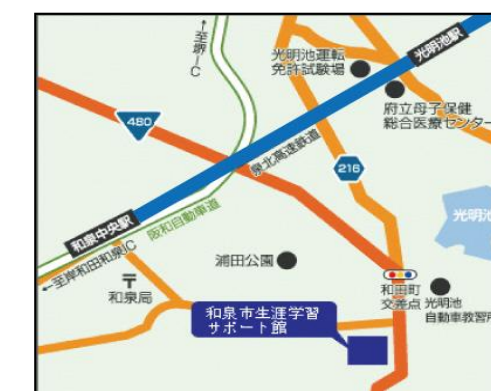 ←至堺IC
光明池運転
免許試験場
光明池駅
府立母子保健
総合医療センター
480
泉北高速鉄道
216
和泉中央駅
阪和自動車道
←至岸和田和泉IC
光明池
浦田公園
和泉局
和田町
交差点
光明池
自動車教習所
和泉市生涯学習
サポート館